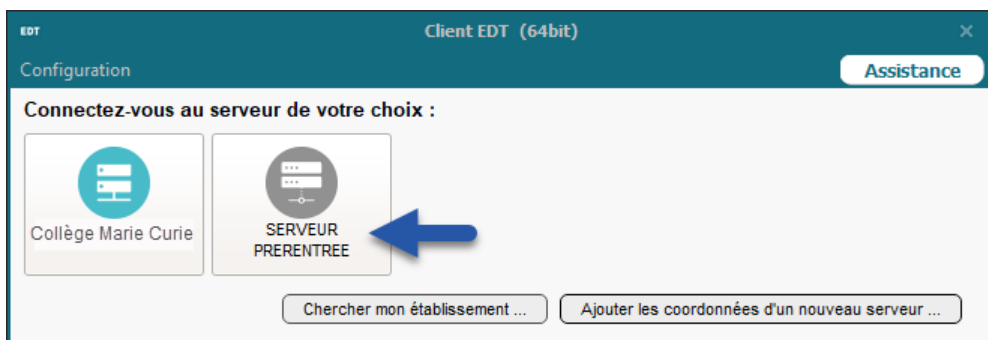 EDT
Client EDT (64bit)
Configuration
Assistance
Connectez-vous au serveur de votre choix :
Collège Marie Curie
SERVEUR
PRERENTREE
Chercher mon établissement ...
Ajouter les coordonnées d'un nouveau serveur ...